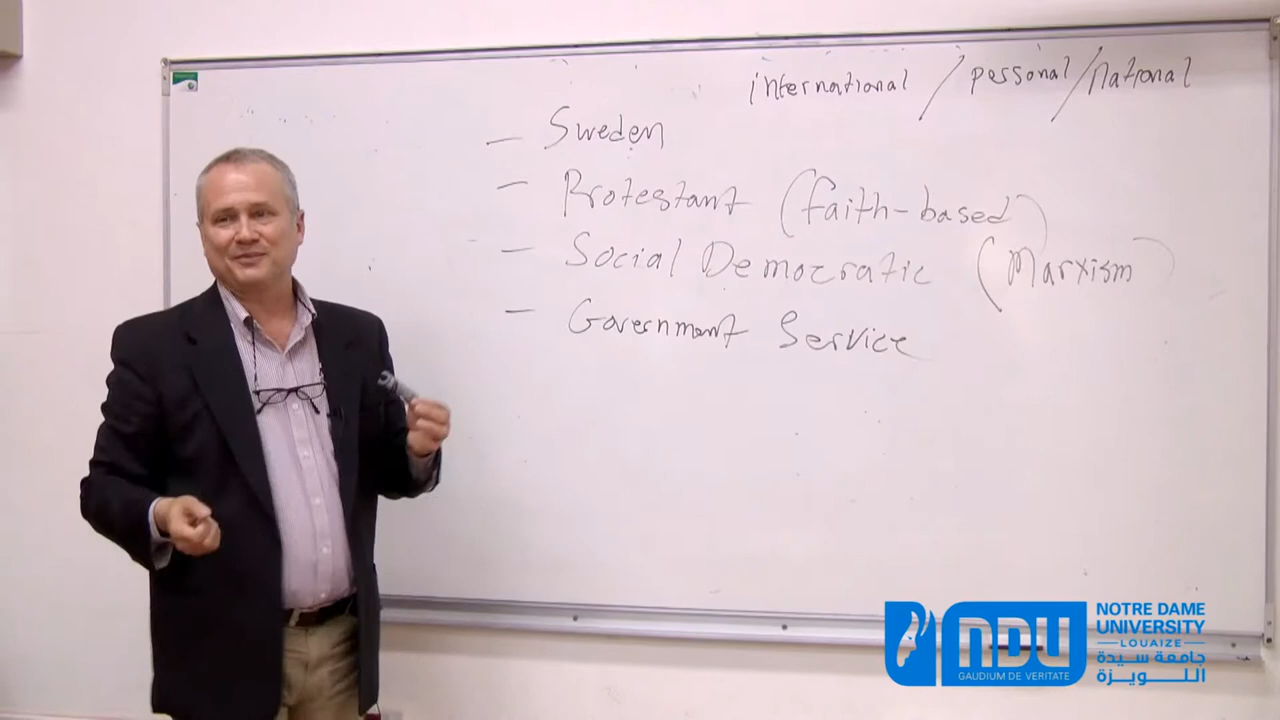 international / personal / national
— Sweden
— Protestant (faith-based)
— Social Democratic (Marxism)
— Government Service
NDU
GAUDIUM DE VERITATE
NOTRE DAME
UNIVERSITY
LOUAIZE
جامعة سيدة
اللويزة